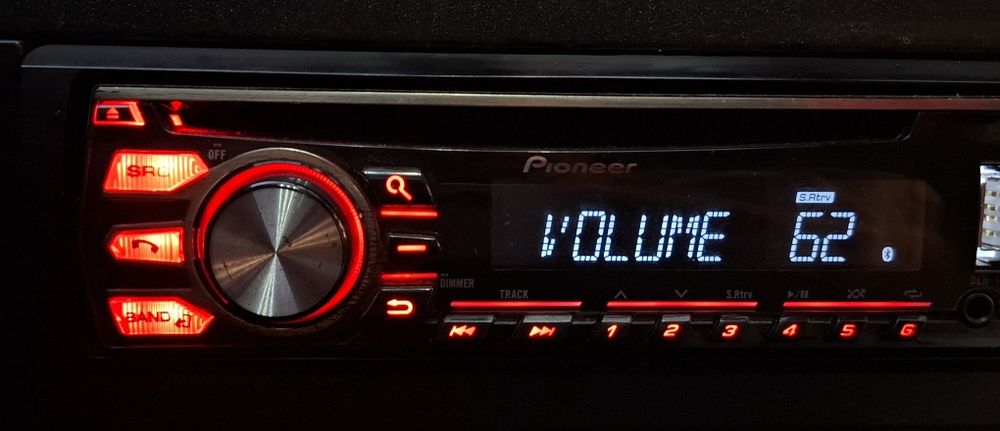 SRC
OFF
Pioneer
S.Rtrv
VOLUME 62
DIMMER
TRACK
S.Rtrv
BAND
1 2 3 4 5 6